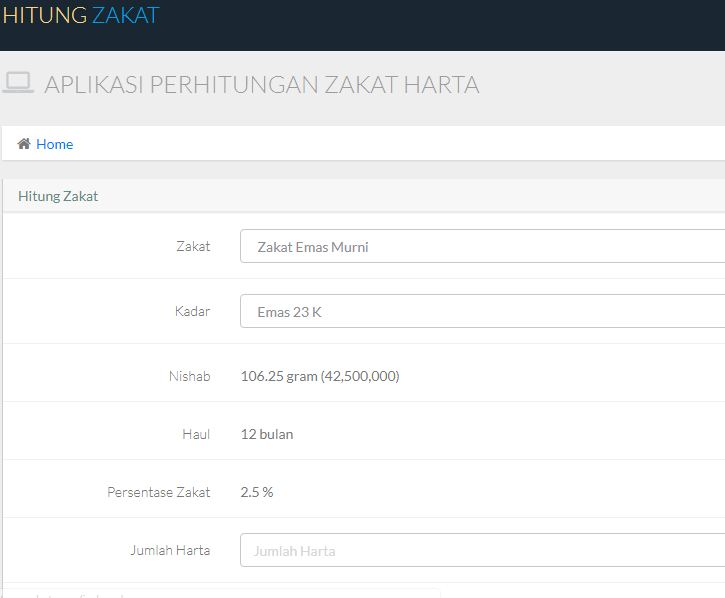 HITUNG ZAKAT
APLIKASI PERHITUNGAN ZAKAT HARTA
Home
Hitung Zakat
Zakat Zakat Emas Murni
Kadar Emas 23 K
Nishab 106.25 gram (42,500,000)
Haul 12 bulan
Persentase Zakat 2.5 %
Jumlah Harta Jumlah Harta